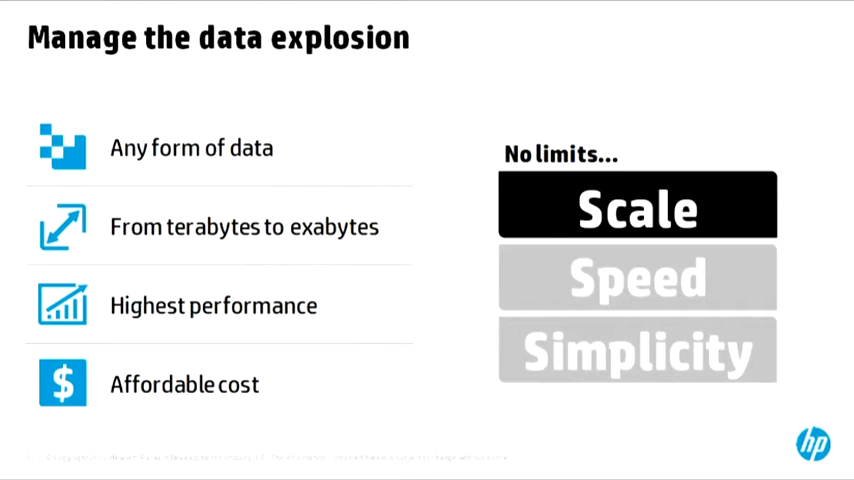 Manage the data explosion
Any form of data
From terabytes to exabytes
Highest performance
$ Affordable cost
No limits...
Scale
Speed
Simplicity
hp